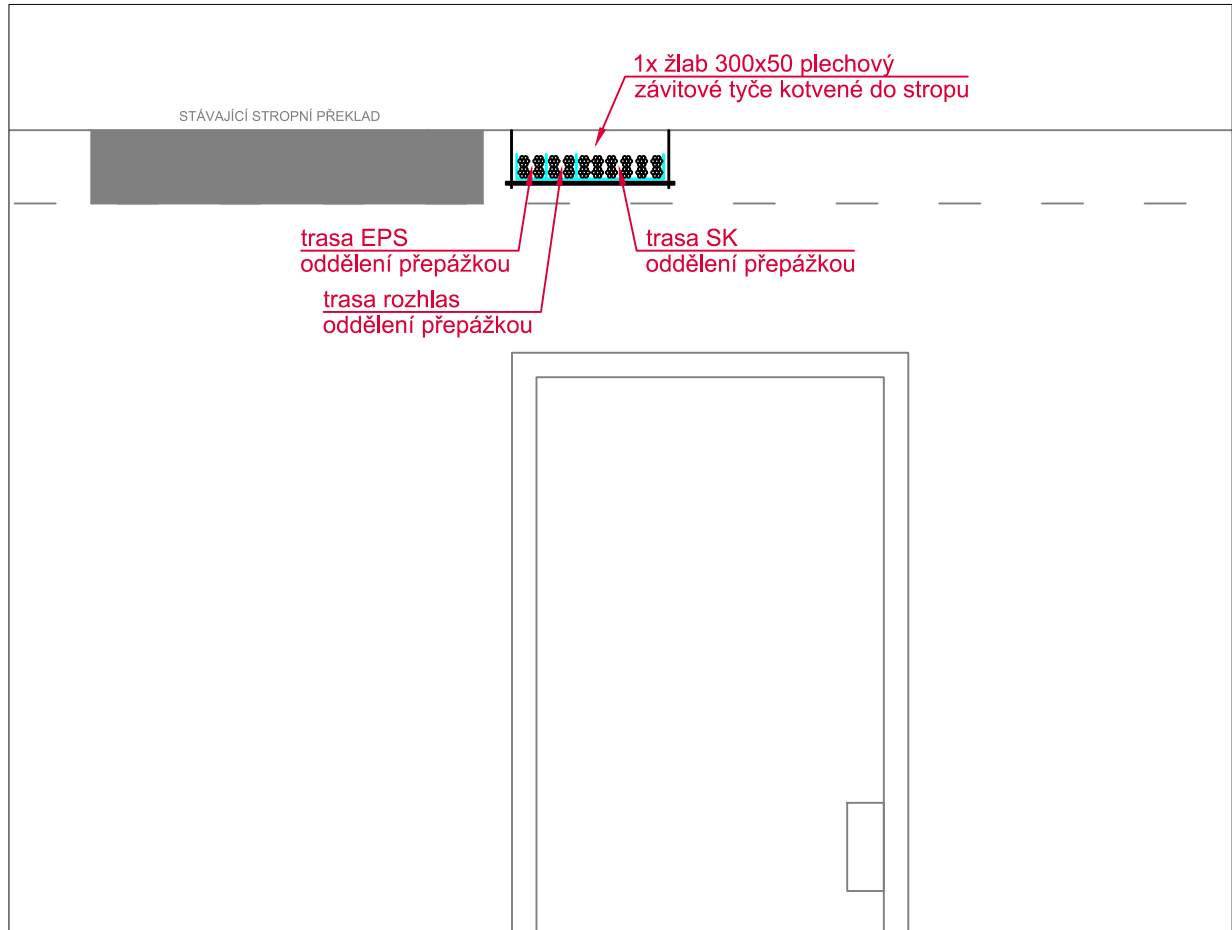 1x žlab 300x50 plechový
závitové tyče kotvené do stropu
STÁVAJÍCÍ STROPNÍ PŘEKLAD
trasa EPS
oddělení přepážkou
trasa SK
oddělení přepážkou
trasa rozhlas
oddělení přepážkou